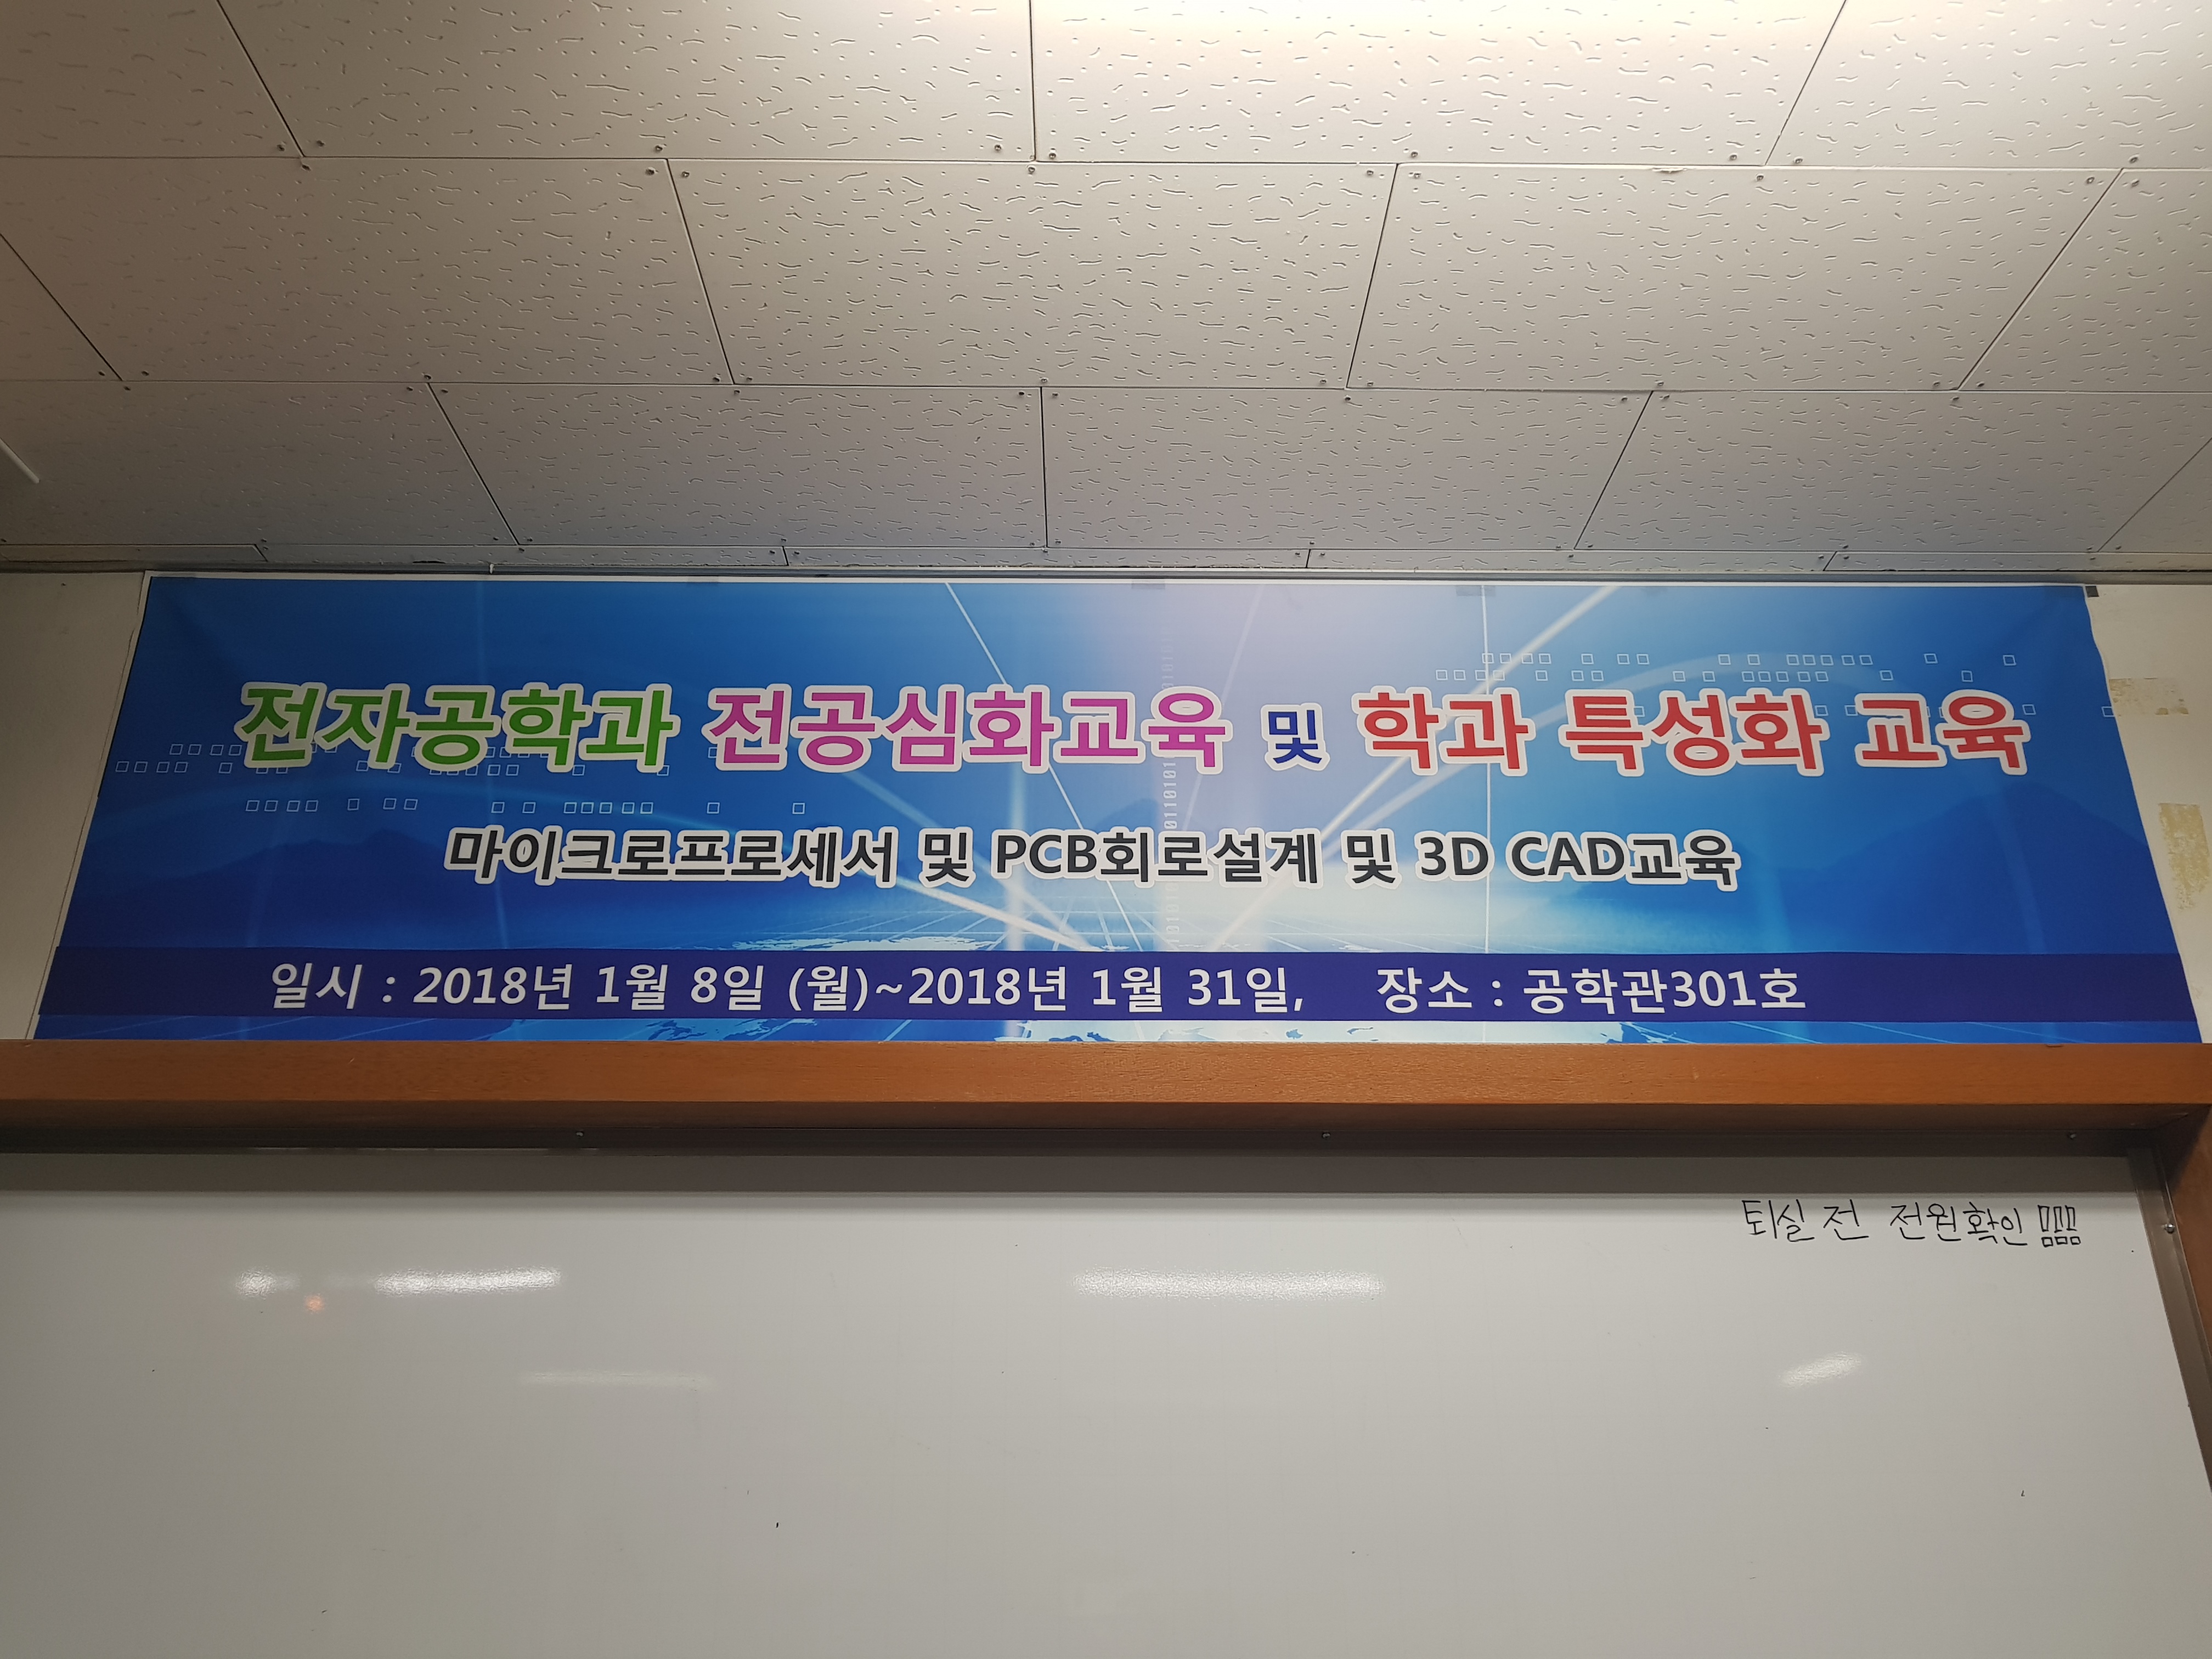 전자공학과 전공심화교육 및 학과 특성화 교육
마이크로프로세서 및 PCB회로설계 및 3D CAD교육
일시 : 2018년 1월 8일 (월)~2018년 1월 31일, 장소 : 공학관301호
퇴실 전 전원확인 !!!